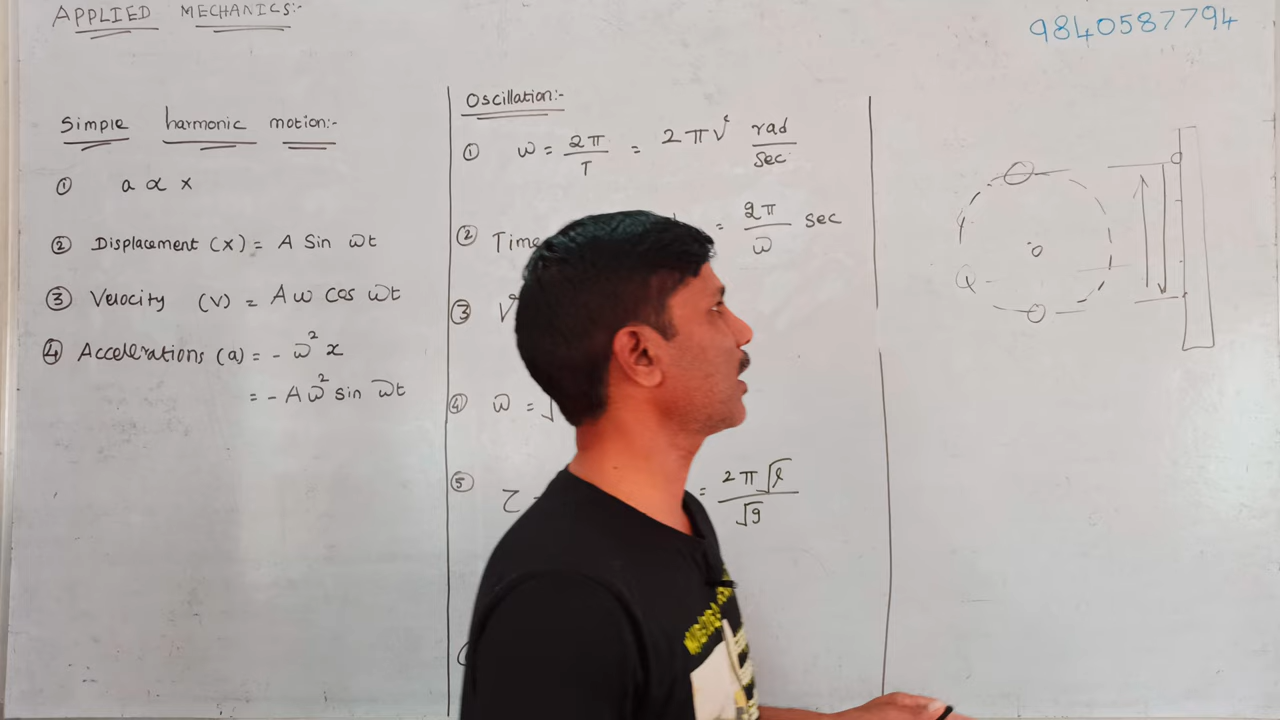 APPLIED MECHANICS:-
9840587794
Simple harmonic motion:-
① a ∝ x
② Displacement (x) = A Sin ωt
③ Velocity (V) = Aω cos ωt
④ Accelerations (a) = - ω² x
= - Aω² sin ωt
Oscillation:-
① ω = 2π/T = 2πν rad/Sec
② Time = 2π/ω sec
③ V
④ ω = √
⑤ τ = 2π√l/√g
Q